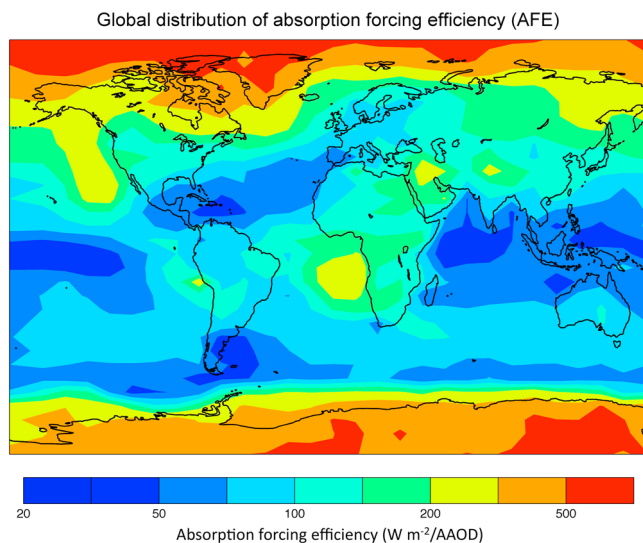 Global distribution of absorption forcing efficiency (AFE)
20 50 100 200 500
Absorption forcing efficiency (W m⁻²/AAOD)